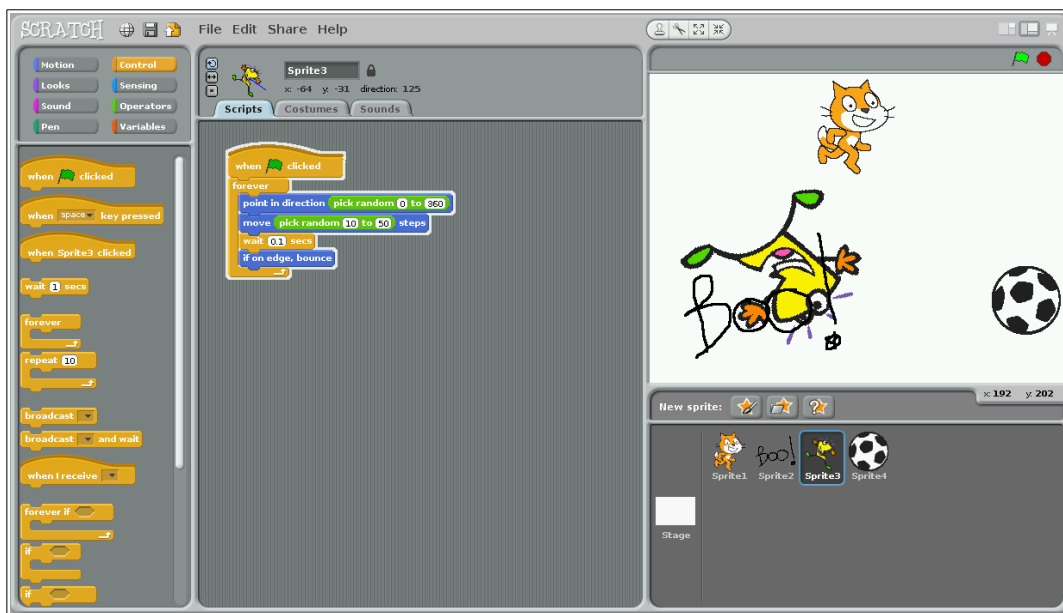 SCRATCH File Edit Share Help
Motion Control
Looks Sensing
Sound Operators
Pen Variables
when clicked
when space key pressed
when Sprite3 clicked
wait 1 secs
forever
repeat 10
broadcast
broadcast and wait
when I receive
forever if
if
if
Sprite3
x: -64 y: -31 direction: 125
Scripts Costumes Sounds
when clicked
forever
point in direction pick random 0 to 360
move pick random 10 to 50 steps
wait 0.1 secs
if on edge, bounce
Boo!
x: 192 y: 202
New sprite:
Boo!
Sprite1 Sprite2 Sprite3 Sprite4
Stage